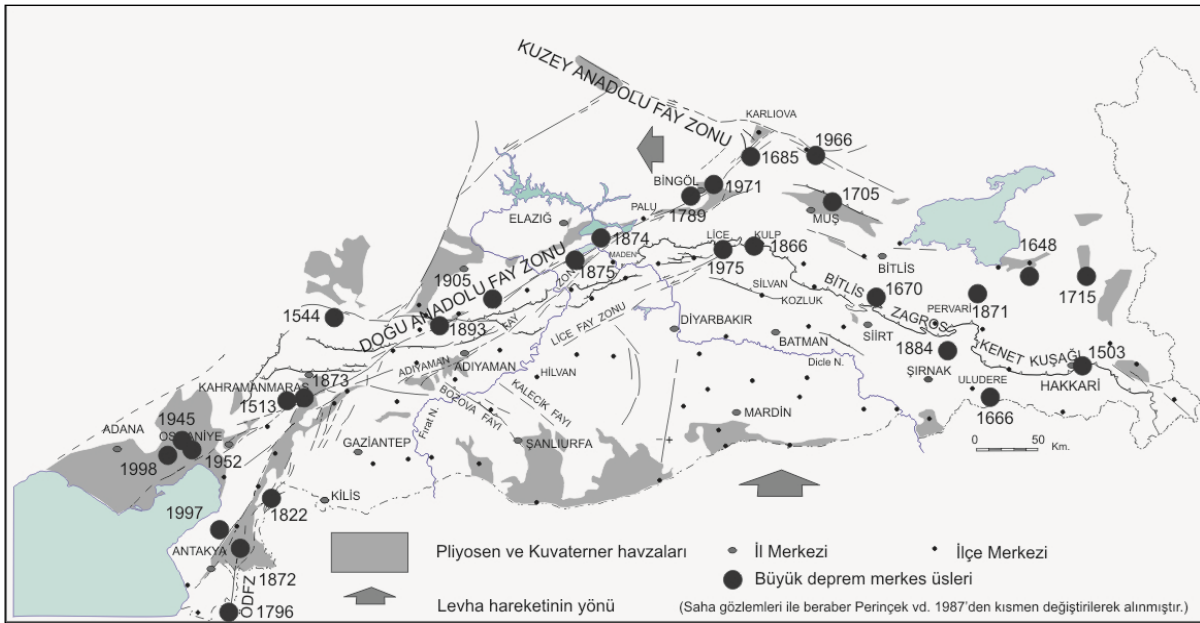 KUZEY ANADOLU FAY ZONU
KARLIOVA
1966
1685
BİNGÖL
1971
1789
1705
MUŞ
PALU
ELAZIĞ
1874
MADEN
1875
LİCE
KULP
1866
1975
1648
1715
BİTLİS
1670
PERVARİ
1871
BİTLİS ZAGROS KENET KUŞAĞI
SİLVAN
KOZLUK
DİYARBAKIR
BATMAN
SİİRT
Dicle N.
1884
ŞIRNAK
ULUDERE
1666
1503
HAKKARİ
1905
DOĞU ANADOLU FAY ZONU
1544
1893
FAY
ZON
LİCE FAY ZONU
ADIYAMAN
ADIYAMAN
HİLVAN
KALECİK FAYI
BOZOVA FAYI
KAHRAMANMARAŞ
1873
1513
MARDİN
1945
ADANA
OSMANİYE
1998
1952
GAZİANTEP
Fırat N.
ŞANLIURFA
0
50
Km.
KİLİS
1822
1997
ANTAKYA
1872
ÖDFZ
1796
Pliyosen ve Kuvaterner havzaları
İl Merkezi
İlçe Merkezi
Büyük deprem merkes üsleri
Levha hareketinin yönü
(Saha gözlemleri ile beraber Perinçek vd. 1987'den kısmen değiştirilerek alınmıştır.)